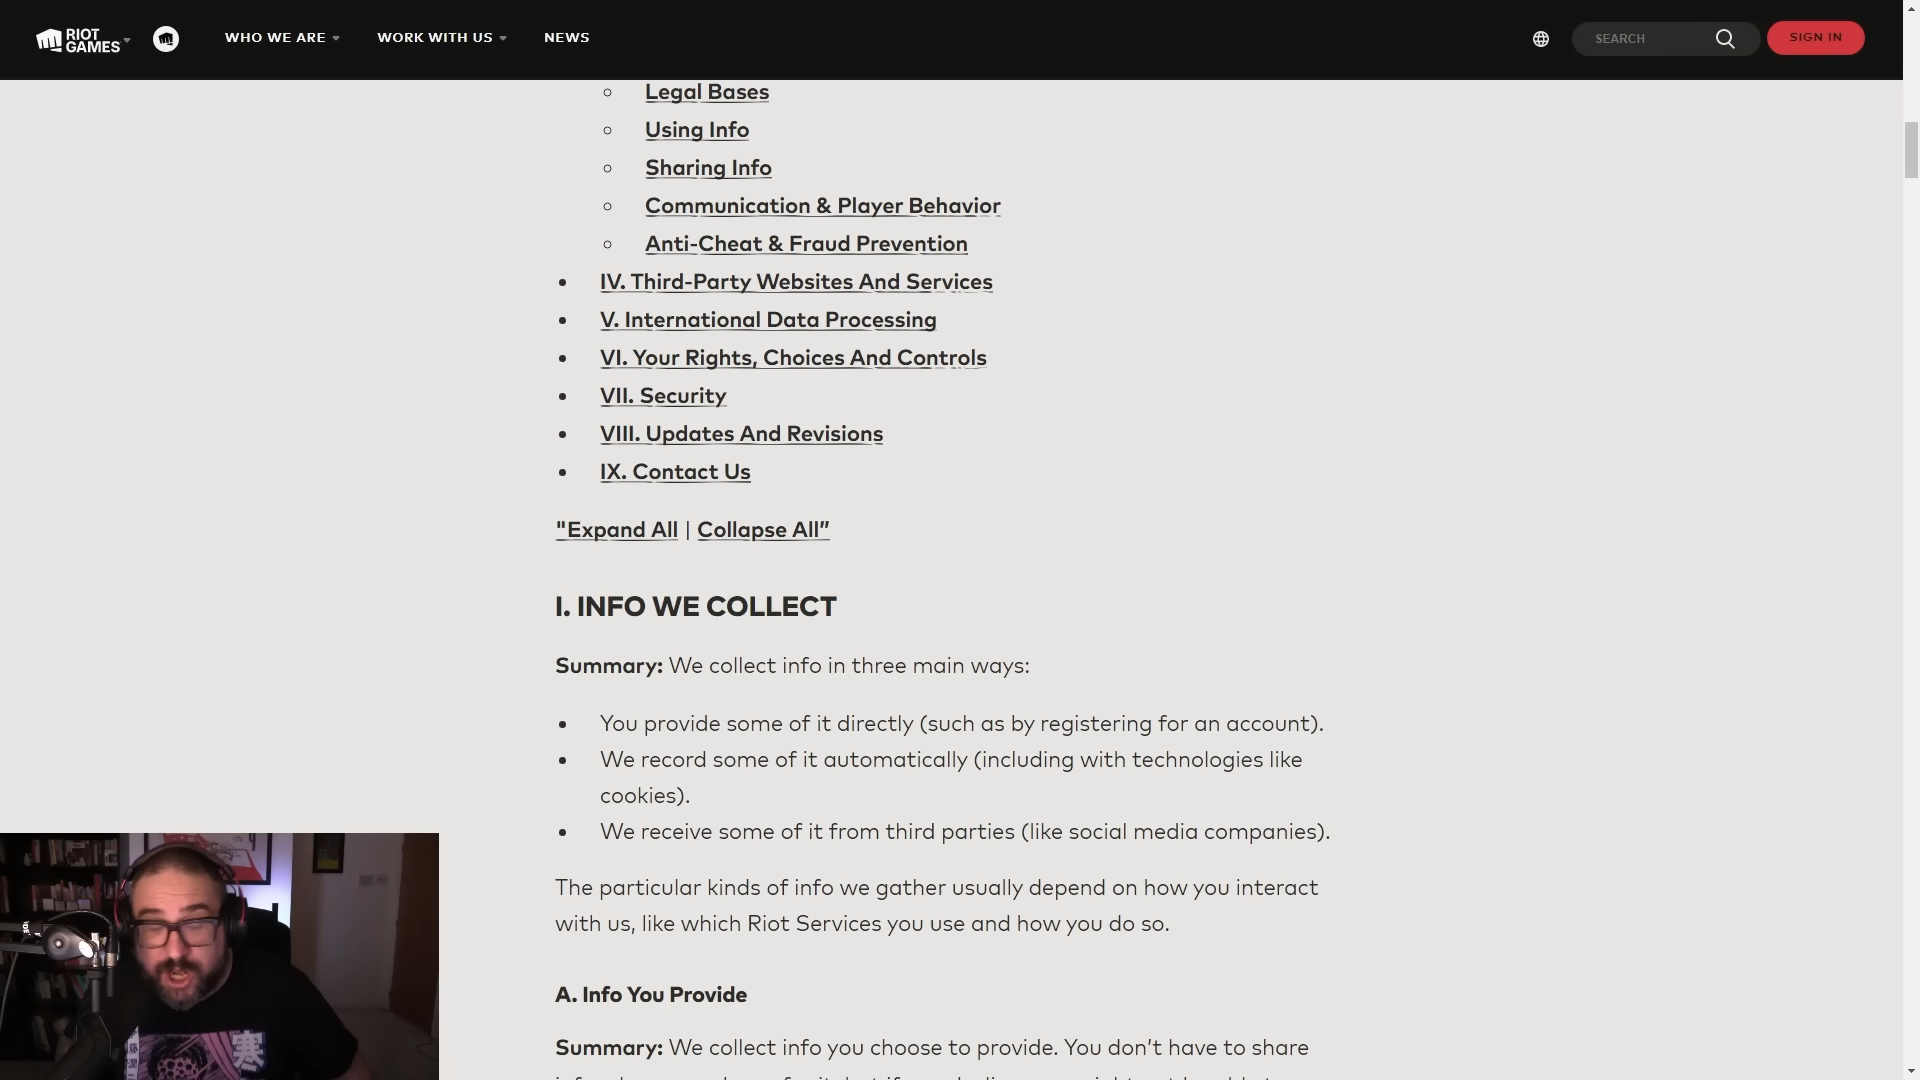 RIOT
GAMES
WHO WE ARE
WORK WITH US
NEWS
SEARCH
SIGN IN
Legal Bases
Using Info
Sharing Info
Communication & Player Behavior
Anti-Cheat & Fraud Prevention
IV. Third-Party Websites And Services
V. International Data Processing
VI. Your Rights, Choices And Controls
VII. Security
VIII. Updates And Revisions
IX. Contact Us
"Expand All | Collapse All”
I. INFO WE COLLECT
Summary: We collect info in three main ways:
You provide some of it directly (such as by registering for an account).
We record some of it automatically (including with technologies like
cookies).
We receive some of it from third parties (like social media companies).
The particular kinds of info we gather usually depend on how you interact
with us, like which Riot Services you use and how you do so.
A. Info You Provide
Summary: We collect info you choose to provide. You don’t have to share
寒